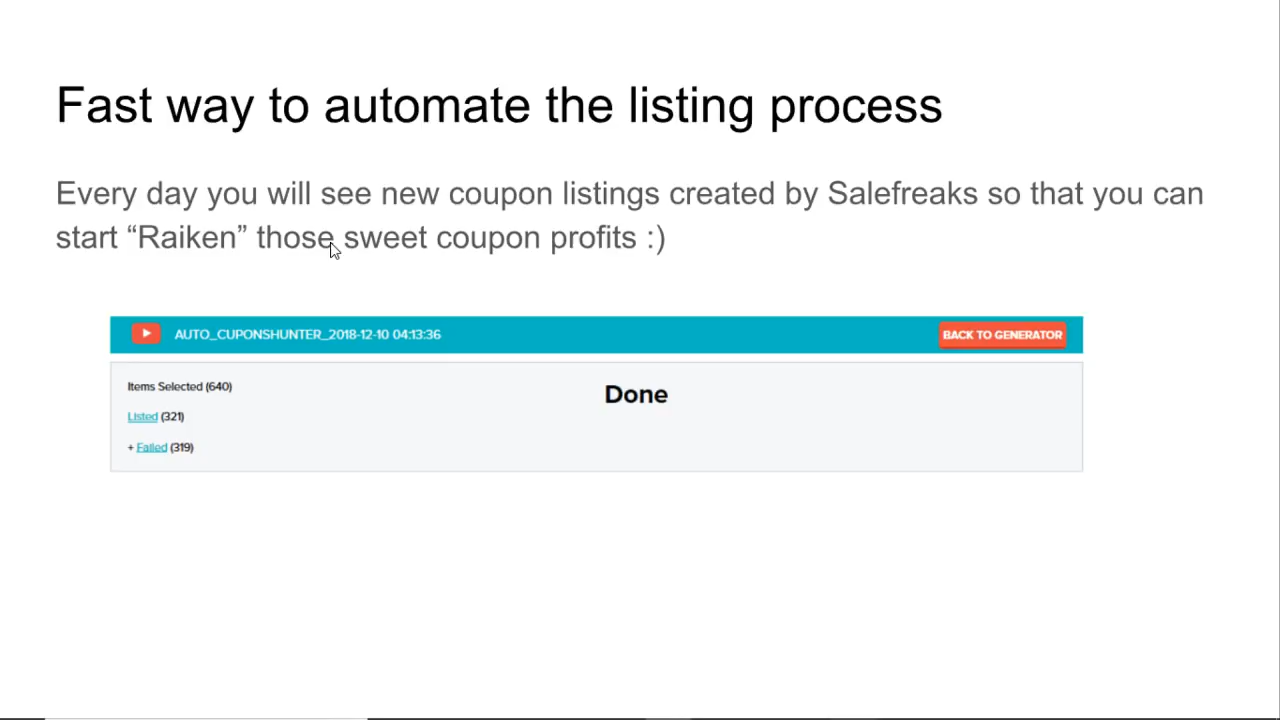 Fast way to automate the listing process
Every day you will see new coupon listings created by Salefreaks so that you can
start “Raiken” those sweet coupon profits :)
AUTO_CUPONSHUNTER_2018-12-10 04:13:36
BACK TO GENERATOR
Items Selected (640)
Done
Listed (321)
+ Failed (319)